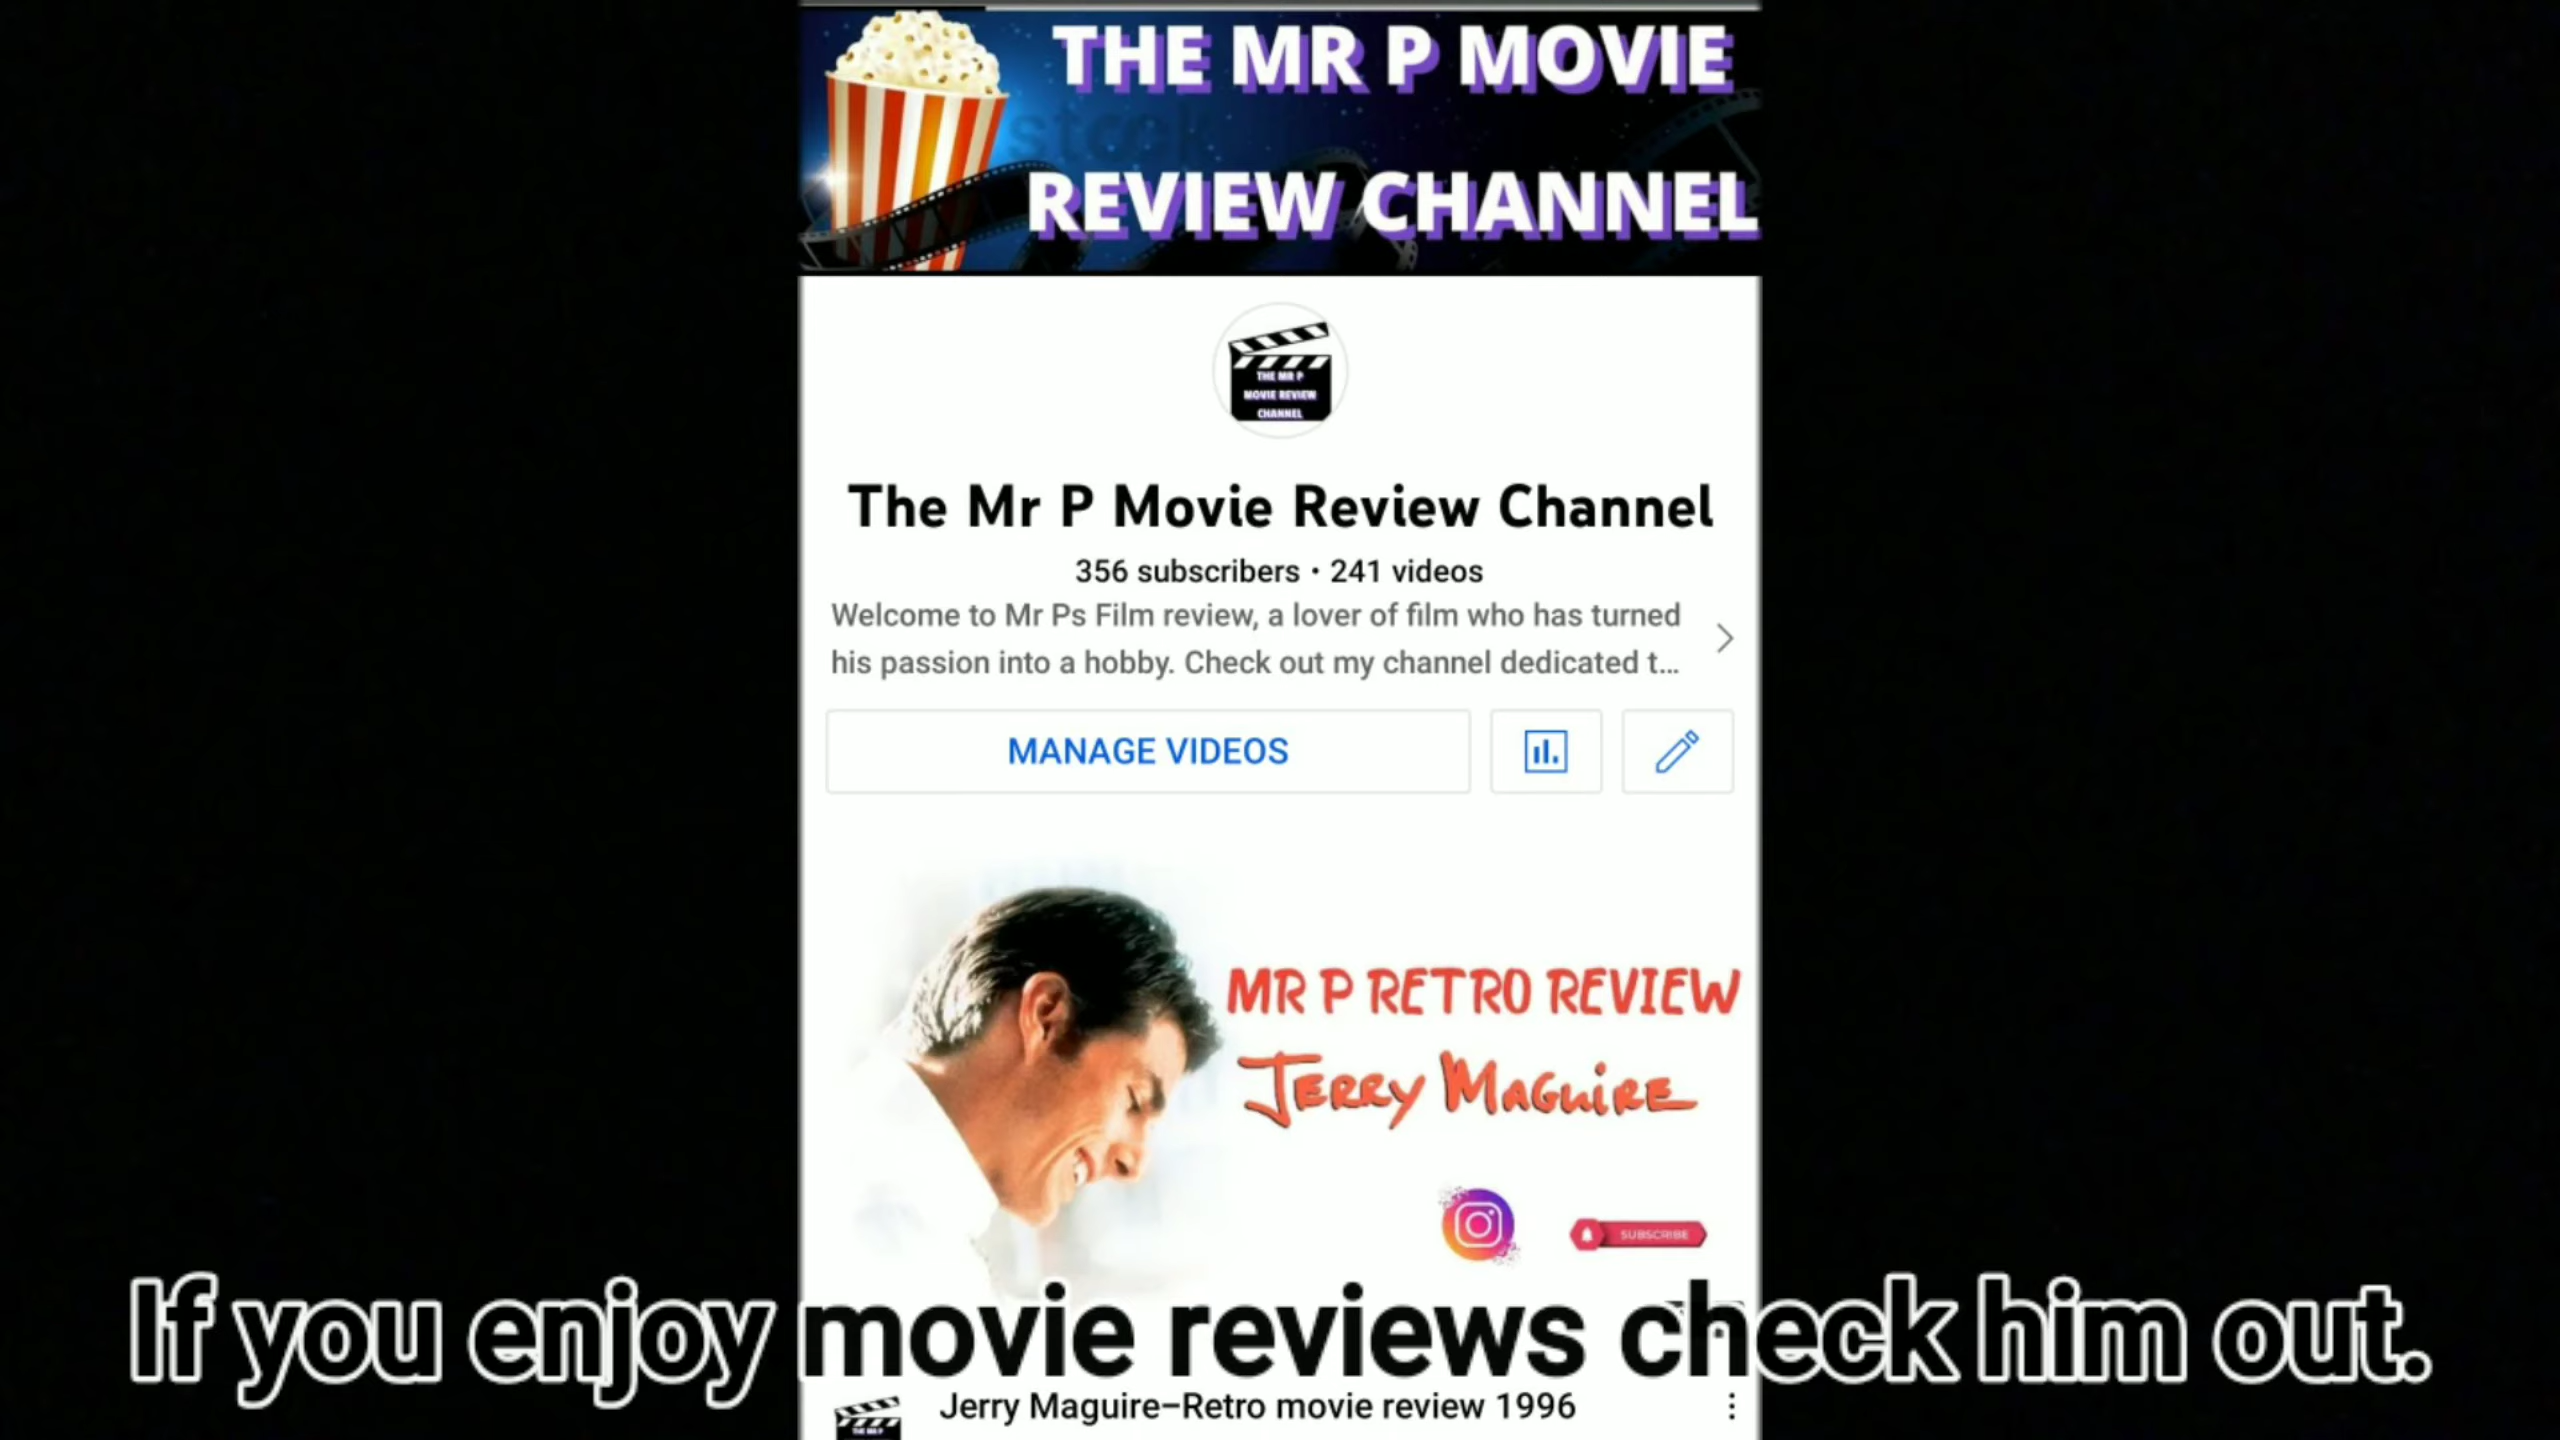 THE MR P MOVIE
REVIEW CHANNEL
stock
THE MR P
MOVIE REVIEW
CHANNEL
The Mr P Movie Review Channel
356 subscribers • 241 videos
Welcome to Mr Ps Film review, a lover of film who has turned
his passion into a hobby. Check out my channel dedicated t...
MANAGE VIDEOS
MR P RETRO REVIEW
JERRY MAGUIRE
SUBSCRIBE
If you enjoy movie reviews check him out.
Jerry Maguire–Retro movie review 1996
THE MR P